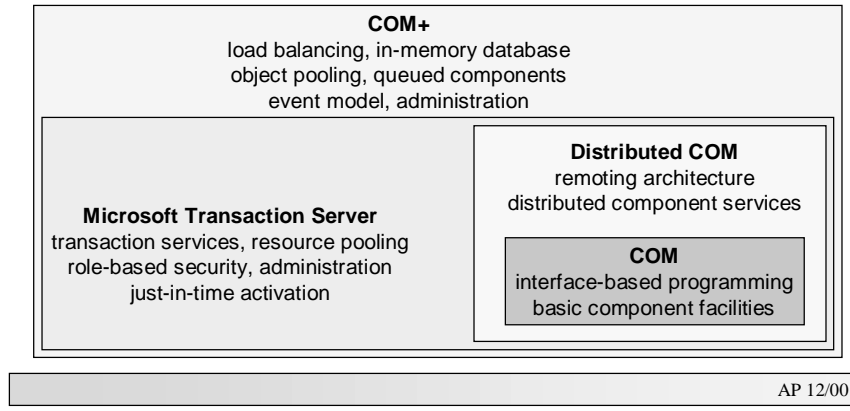 COM+
load balancing, in-memory database
object pooling, queued components
event model, administration
Distributed COM
remoting architecture
distributed component services
Microsoft Transaction Server
transaction services, resource pooling
role-based security, administration
just-in-time activation
COM
interface-based programming
basic component facilities
AP 12/00